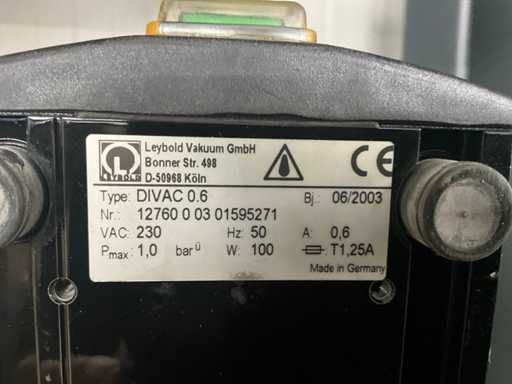 Leybold Vakuum GmbH
Bonner Str. 498
D-50968 Köln
CE
Type: DIVAC 0.6 Bj.: 06/2003
Nr.: 12760 0 03 01595271
VAC: 230 Hz: 50 A: 0,6
Pmax: 1,0 barü W: 100 T1,25A
Made in Germany